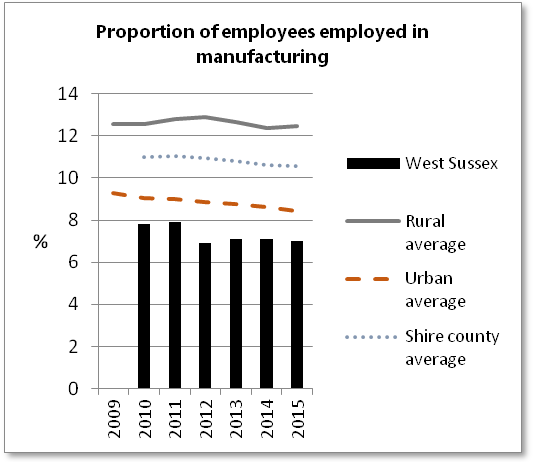 Proportion of employees employed in
manufacturing
14
12
10
8
6
4
2
0
%
2009
2010
2011
2012
2013
2014
2015
West Sussex
Rural
average
Urban
average
Shire county
average